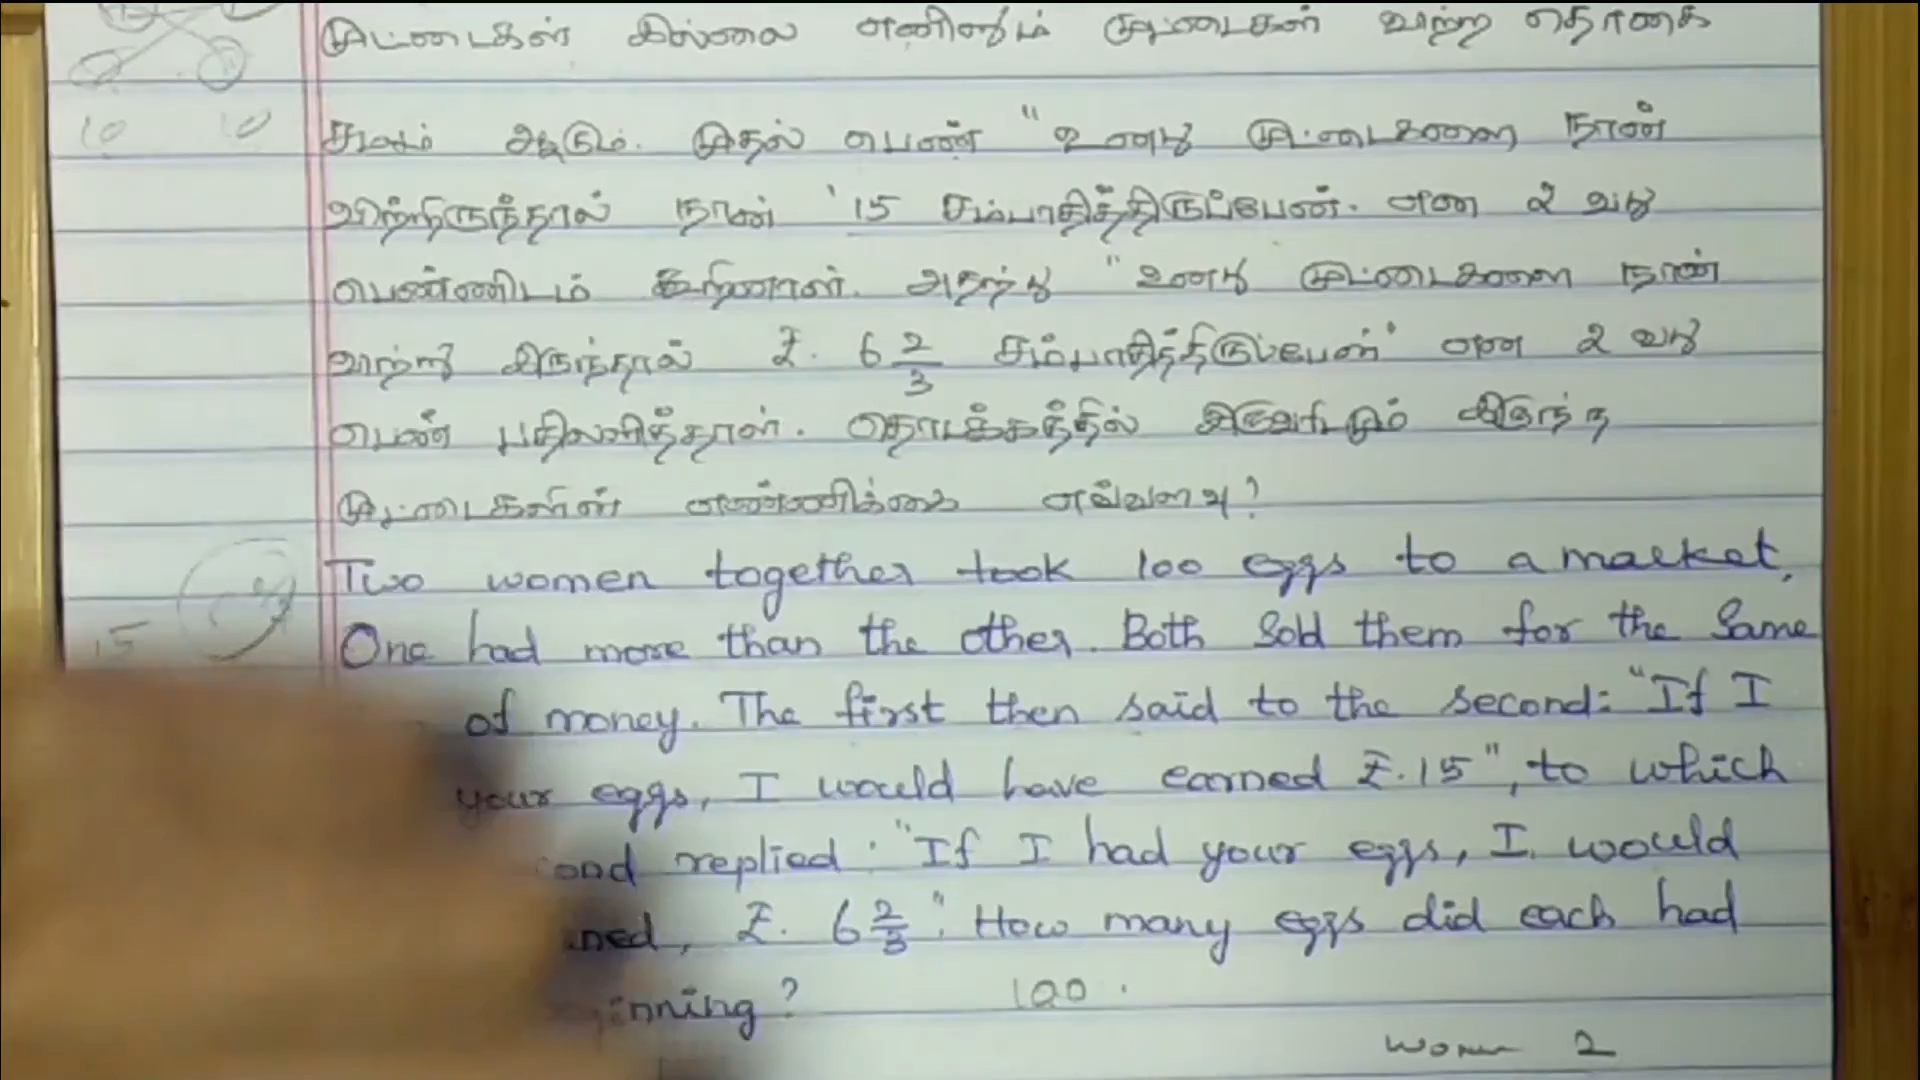 முட்டைகள் இல்லை எனினும் முட்டைகள் விற்ற தொகை
10 10 சமம் ஆகும். முதல் பெண் "உனது முட்டைகளை நான்
விற்றிருந்தால் நான் '15 சம்பாதித்திருப்பேன். என 2 வது
பெண்ணிடம் கூறினாள். அதற்கு "உனது முட்டைகளை நான்
விற்று இருந்தால் ₹. 6 2/3 சம்பாதித்திருப்பேன்" என 2 வது
பெண் பதிலளித்தாள். தொடக்கத்தில் இருவரிடமும் இருந்த
முட்டைகளின் எண்ணிக்கை எவ்வளவு?
Two women together took 100 eggs to a market.
15 One had more than the other. Both Sold them for the Same
of money. The first then said to the second: "If I
your eggs, I would have earned ₹.15", to which
replied: "If I had your eggs, I would
, ₹. 6 2/3". How many eggs did each had
?
100.
2